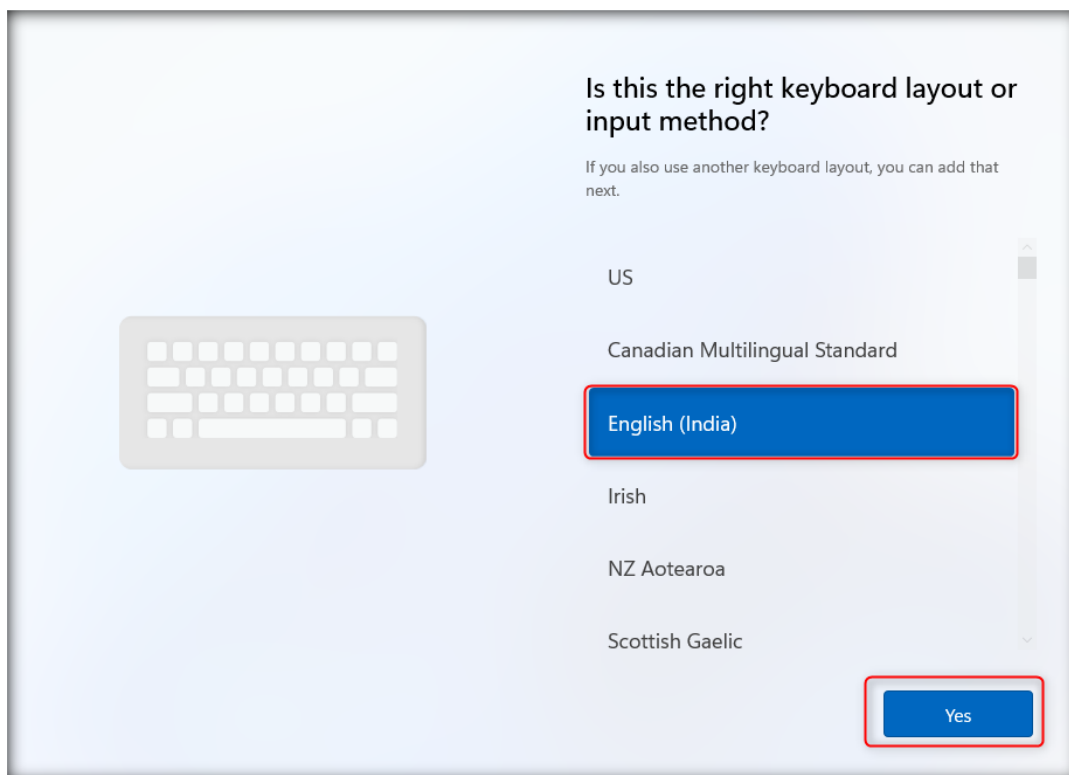 Is this the right keyboard layout or
input method?
If you also use another keyboard layout, you can add that
next.
US
Canadian Multilingual Standard
English (India)
Irish
NZ Aotearoa
Scottish Gaelic
Yes